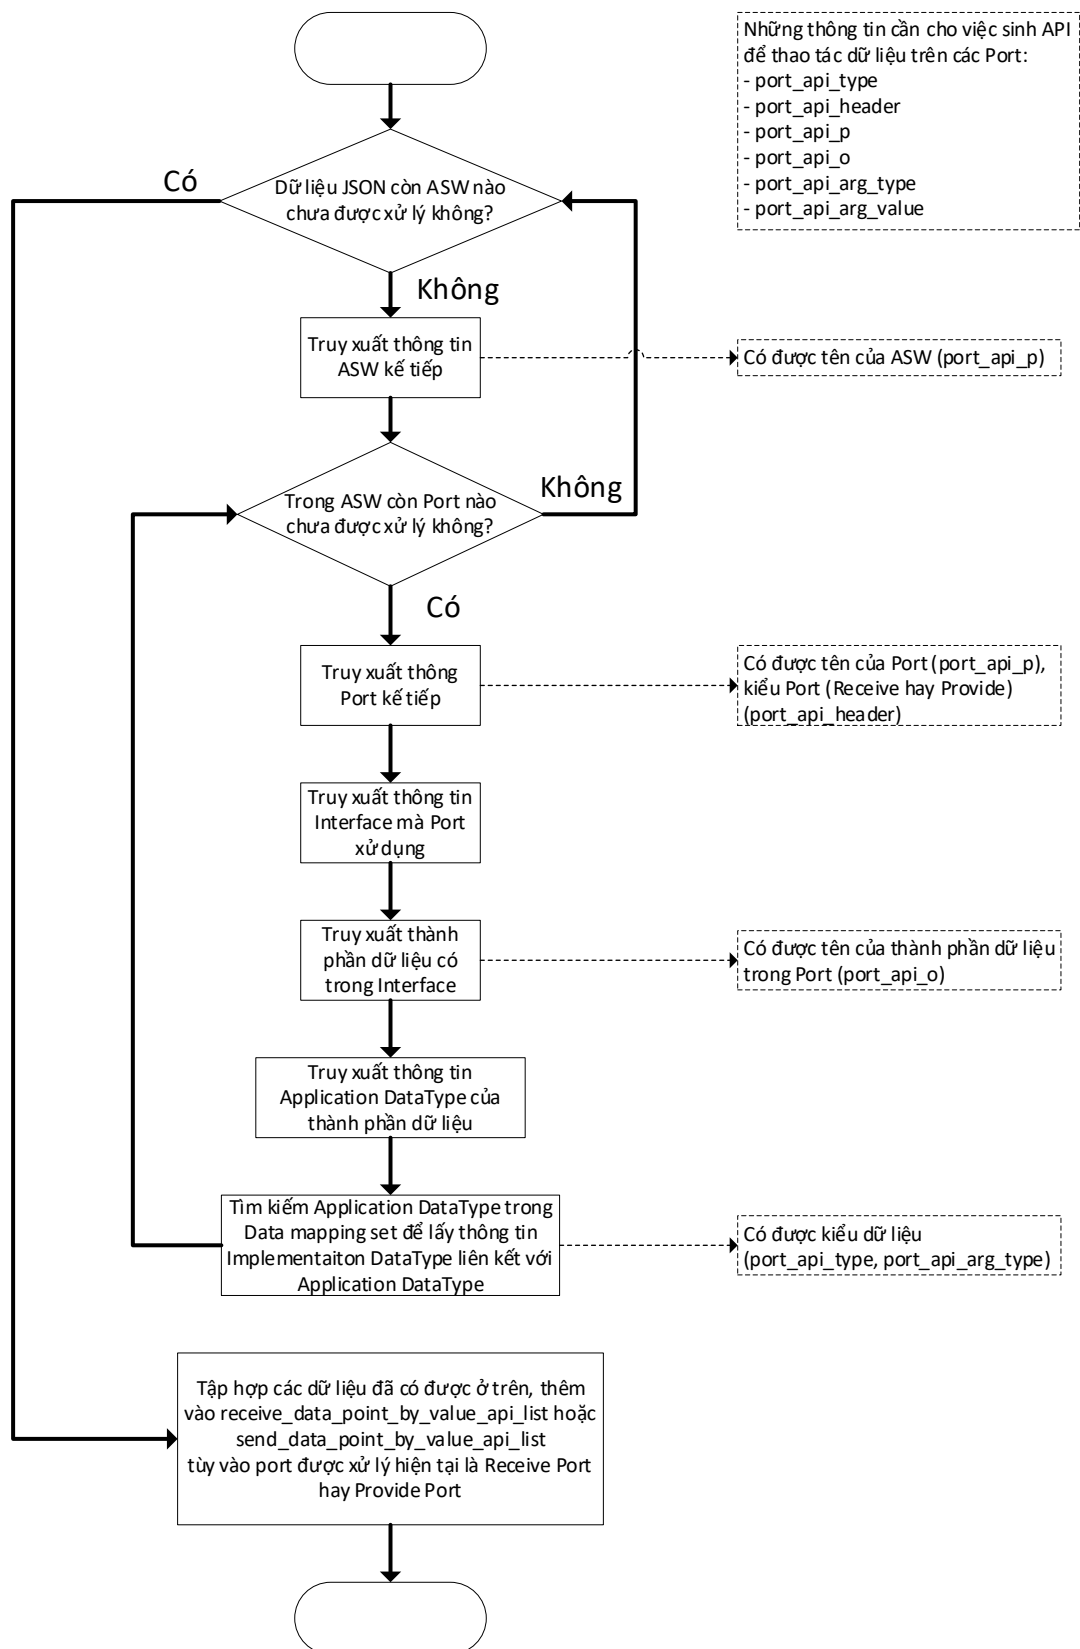 Những thông tin cần cho việc sinh API
để thao tác dữ liệu trên các Port:
- port_api_type
- port_api_header
- port_api_p
- port_api_o
- port_api_arg_type
- port_api_arg_value
Có
Dữ liệu JSON còn ASW nào
chưa được xử lý không?
Không
Truy xuất thông tin
ASW kế tiếp
Có được tên của ASW (port_api_p)
Trong ASW còn Port nào
chưa được xử lý không?
Không
Có
Truy xuất thông
Port kế tiếp
Có được tên của Port (port_api_p),
kiểu Port (Receive hay Provide)
(port_api_header)
Truy xuất thông tin
Interface mà Port
xử dụng
Truy xuất thành
phần dữ liệu có
trong Interface
Có được tên của thành phần dữ liệu
trong Port (port_api_o)
Truy xuất thông tin
Application DataType của
thành phần dữ liệu
Tìm kiếm Application DataType trong
Data mapping set để lấy thông tin
Implementaiton DataType liên kết với
Application DataType
Có được kiểu dữ liệu
(port_api_type, port_api_arg_type)
Tập hợp các dữ liệu đã có được ở trên, thêm
vào receive_data_point_by_value_api_list hoặc
send_data_point_by_value_api_list
tùy vào port được xử lý hiện tại là Receive Port
hay Provide Port